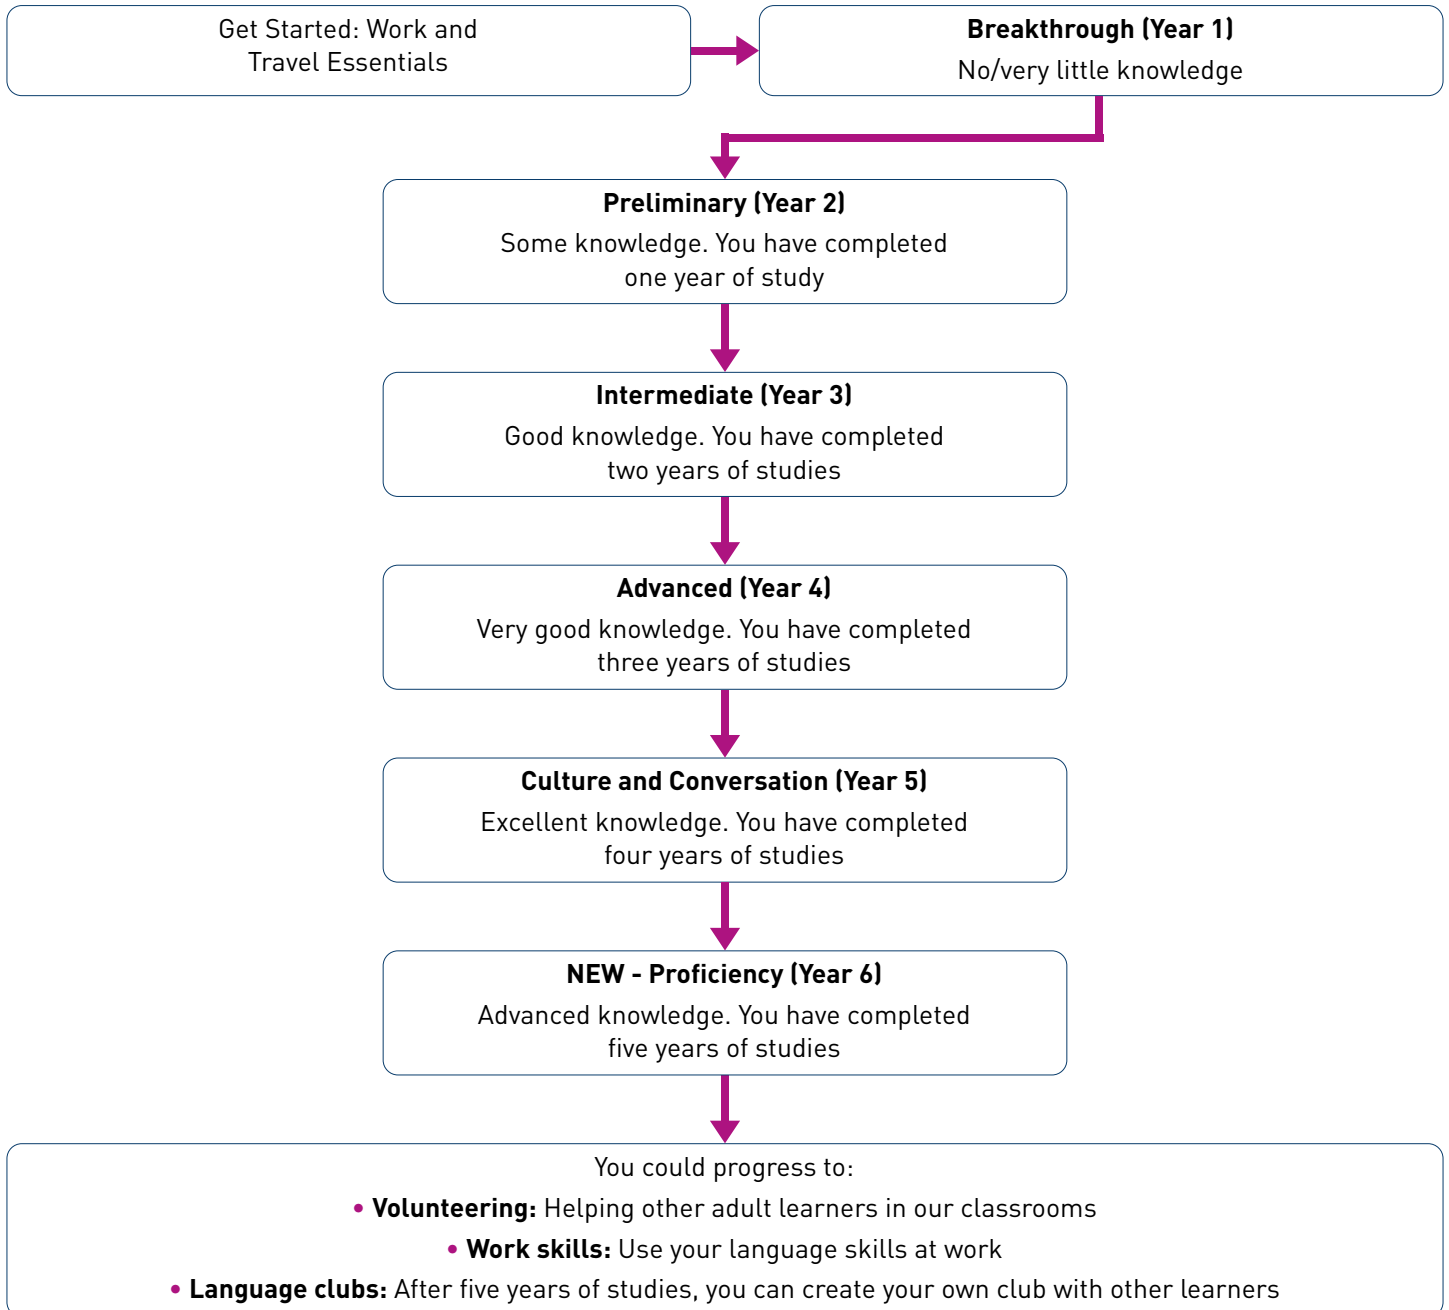 Get Started: Work and
Travel Essentials
Breakthrough (Year 1)
No/very little knowledge
Preliminary (Year 2)
Some knowledge. You have completed
one year of study
Intermediate (Year 3)
Good knowledge. You have completed
two years of studies
Advanced (Year 4)
Very good knowledge. You have completed
three years of studies
Culture and Conversation (Year 5)
Excellent knowledge. You have completed
four years of studies
NEW - Proficiency (Year 6)
Advanced knowledge. You have completed
five years of studies
You could progress to:
• Volunteering: Helping other adult learners in our classrooms
• Work skills: Use your language skills at work
• Language clubs: After five years of studies, you can create your own club with other learners